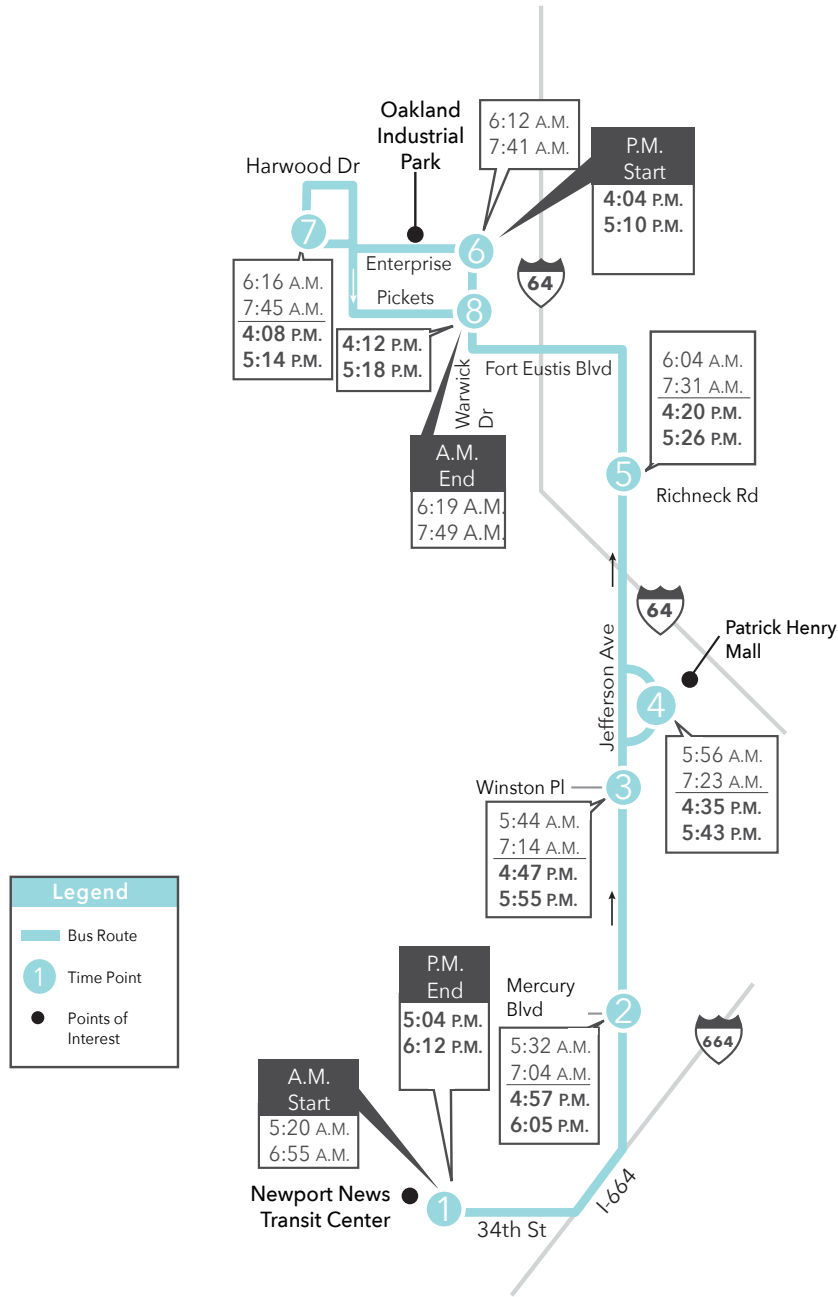 Oakland
Industrial
Park
6:12 A.M.
7:41 A.M.
P.M.
Start
4:04 P.M.
5:10 P.M.
Harwood Dr
7
6
Enterprise
64
6:16 A.M.
7:45 A.M.
4:08 P.M.
5:14 P.M.
Pickets
8
4:12 P.M.
5:18 P.M.
Warwick
Dr
Fort Eustis Blvd
6:04 A.M.
7:31 A.M.
4:20 P.M.
5:26 P.M.
A.M.
End
6:19 A.M.
7:49 A.M.
5
Richneck Rd
64
Patrick Henry
Mall
Jefferson Ave
4
5:56 A.M.
7:23 A.M.
4:35 P.M.
5:43 P.M.
Winston Pl
3
5:44 A.M.
7:14 A.M.
4:47 P.M.
5:55 P.M.
Legend
Bus Route
1
Time Point
Points of
Interest
P.M.
End
5:04 P.M.
6:12 P.M.
Mercury
Blvd
2
5:32 A.M.
7:04 A.M.
4:57 P.M.
6:05 P.M.
664
A.M.
Start
5:20 A.M.
6:55 A.M.
Newport News
Transit Center
1
34th St
I-664